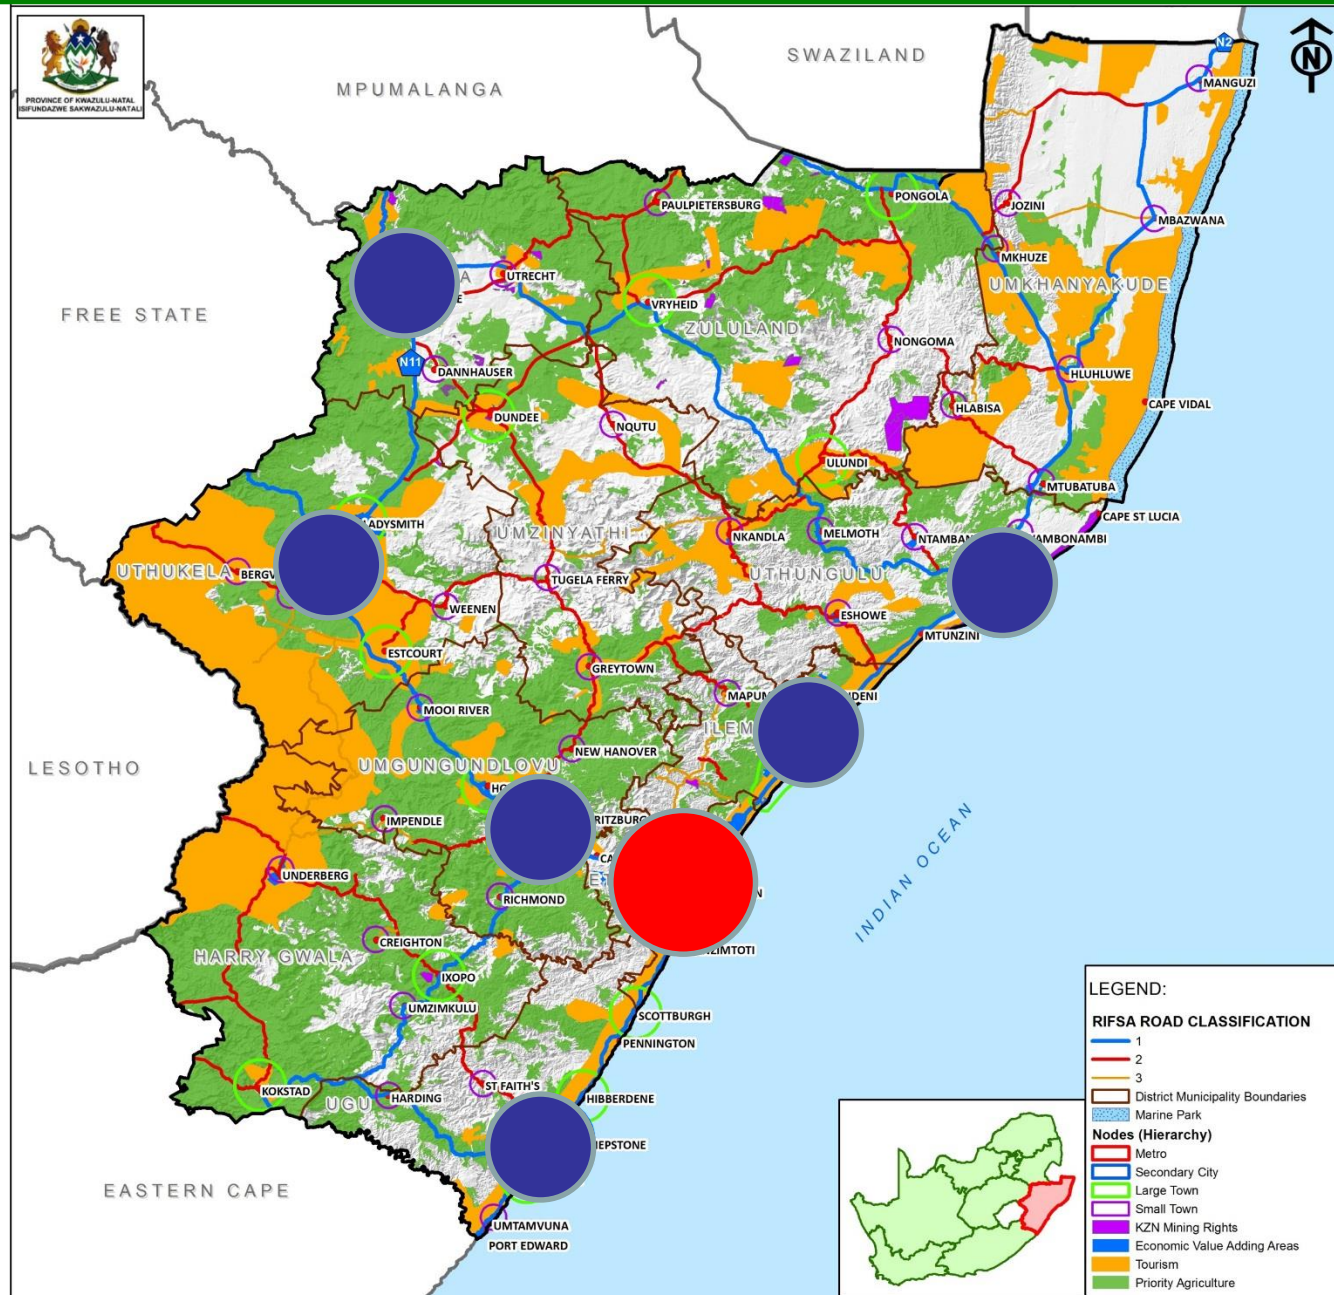 PROVINCE OF KWAZULU-NATAL
ISIFUNDAZWE SAKWAZULU-NATALI
SWAZILAND
MPUMALANGA
N2
N
MANGUZI
PAULPIETERSBURG
PONGOLA
JOZINI
MBAZWANA
MKHUZE
UTRECHT
UMKHANYAKUDE
FREE STATE
VRYHEID
ZULULAND
NONGOMA
N11
DANNHAUSER
HLUHLUWE
HLABISA
CAPE VIDAL
DUNDEE
NQUTU
ULUNDI
MTUBATUBA
CAPE ST LUCIA
LADYSMITH
UMZINYATHI
NKANDLA
MELMOTH
UTHUKELA
TUGELA FERRY
UTHUNGULU
WEENEN
ESHOWE
MTUNZINI
ESTCOURT
GREYTOWN
MOOI RIVER
NEW HANOVER
LESOTHO
UMGUNGUNDLOVU
IMPENDLE
UNDERBERG
RICHMOND
INDIAN OCEAN
CREIGHTON
HARRY GWALA
IXOPO
UMZIMKULU
SCOTTBURGH
PENNINGTON
KOKSTAD
ST FAITH'S
HARDING
HIBBERDENE
UGU
EASTERN CAPE
UMTAMVUNA
PORT EDWARD
LEGEND:
RIFSA ROAD CLASSIFICATION
1
2
3
District Municipality Boundaries
Marine Park
Nodes (Hierarchy)
Metro
Secondary City
Large Town
Small Town
KZN Mining Rights
Economic Value Adding Areas
Tourism
Priority Agriculture